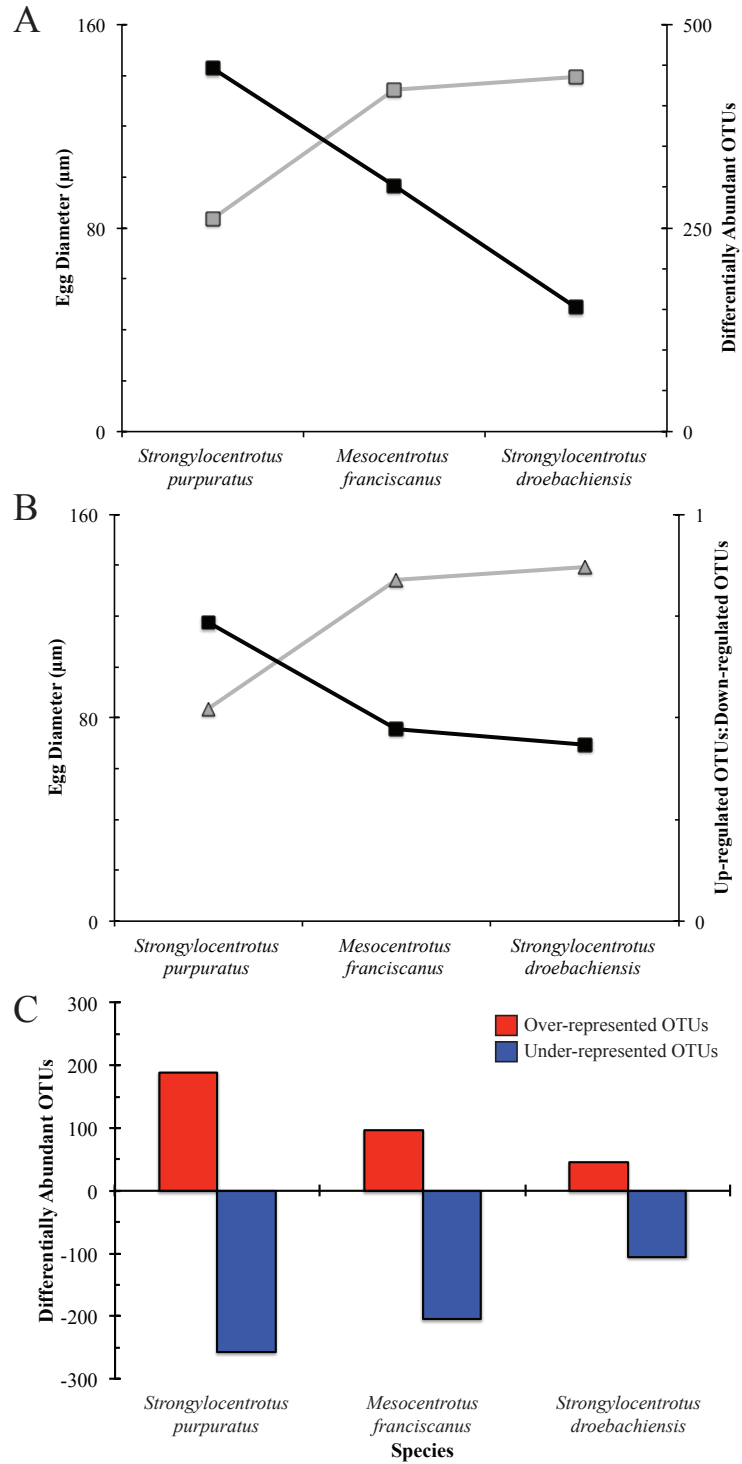 A
160
80
0
Egg Diameter (µm)
500
250
0
Differentially Abundant OTUs
Strongylocentrotus
purpuratus
Mesocentrotus
franciscanus
Strongylocentrotus
droebachiensis
B
160
80
0
Egg Diameter (µm)
1
0
Up-regulated OTUs:Down-regulated OTUs
Strongylocentrotus
purpuratus
Mesocentrotus
franciscanus
Strongylocentrotus
droebachiensis
C
300
200
100
0
-100
-200
-300
Differentially Abundant OTUs
Over-represented OTUs
Under-represented OTUs
Strongylocentrotus
purpuratus
Mesocentrotus
franciscanus
Strongylocentrotus
droebachiensis
Species